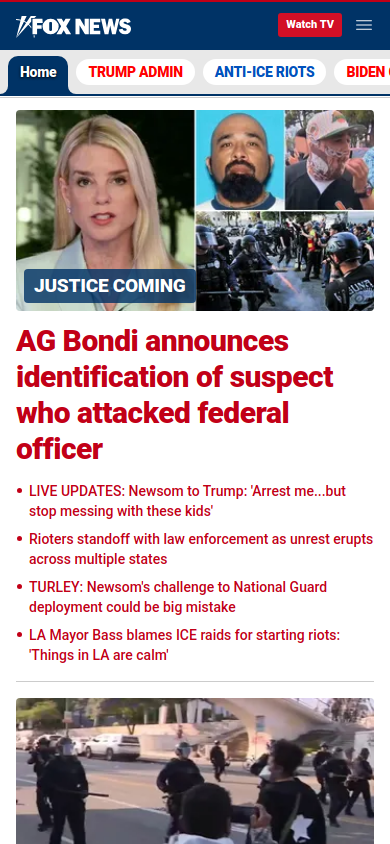 FOX NEWS
Watch TV
Home
TRUMP ADMIN
ANTI-ICE RIOTS
BIDEN
JUSTICE COMING
AG Bondi announces
identification of suspect
who attacked federal
officer
• LIVE UPDATES: Newsom to Trump: 'Arrest me...but
stop messing with these kids'
• Rioters standoff with law enforcement as unrest erupts
across multiple states
• TURLEY: Newsom's challenge to National Guard
deployment could be big mistake
• LA Mayor Bass blames ICE raids for starting riots:
'Things in LA are calm'